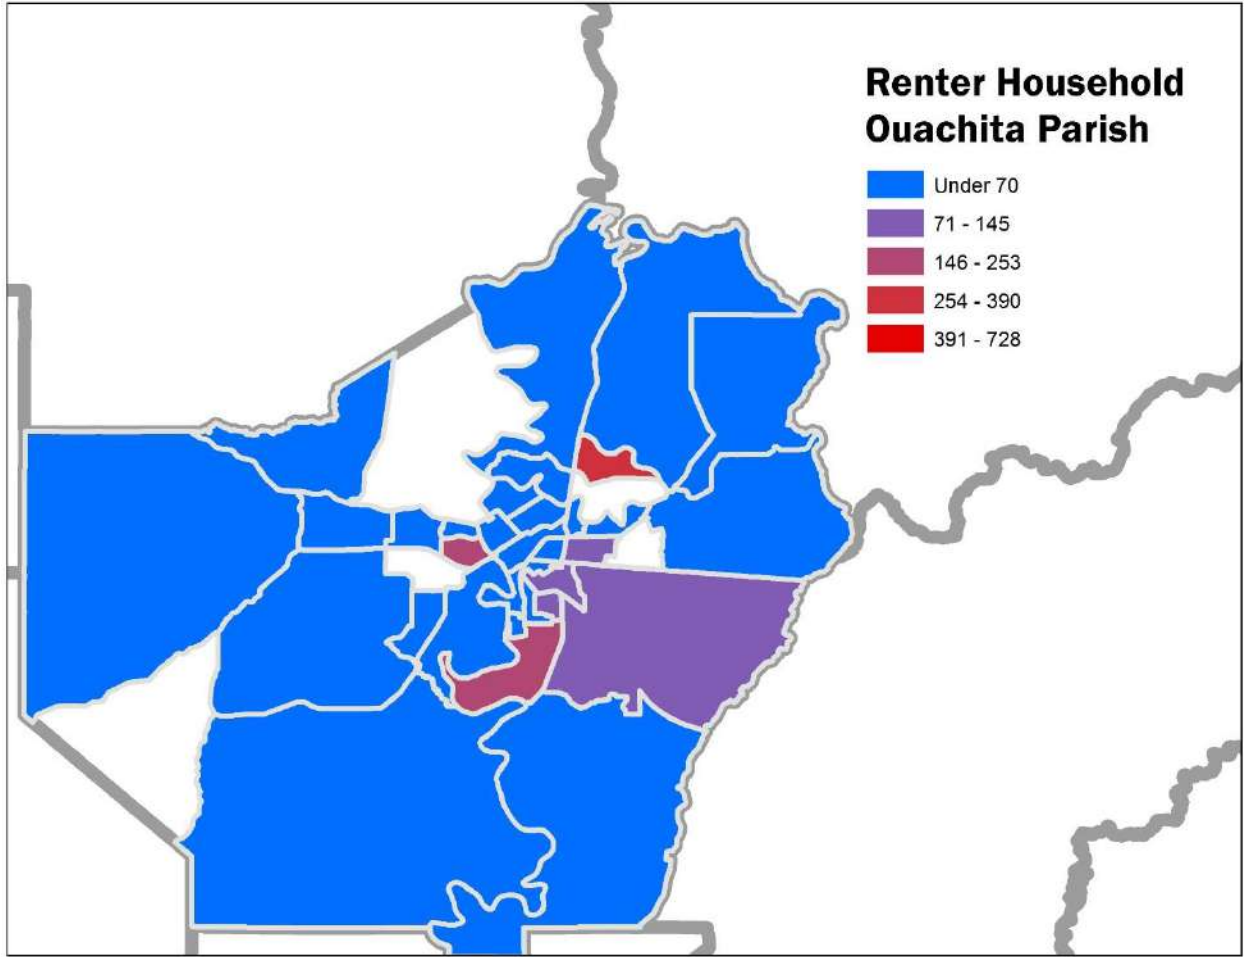 Renter Household
Ouachita Parish
Under 70
71 - 145
146 - 253
254 - 390
391 - 728